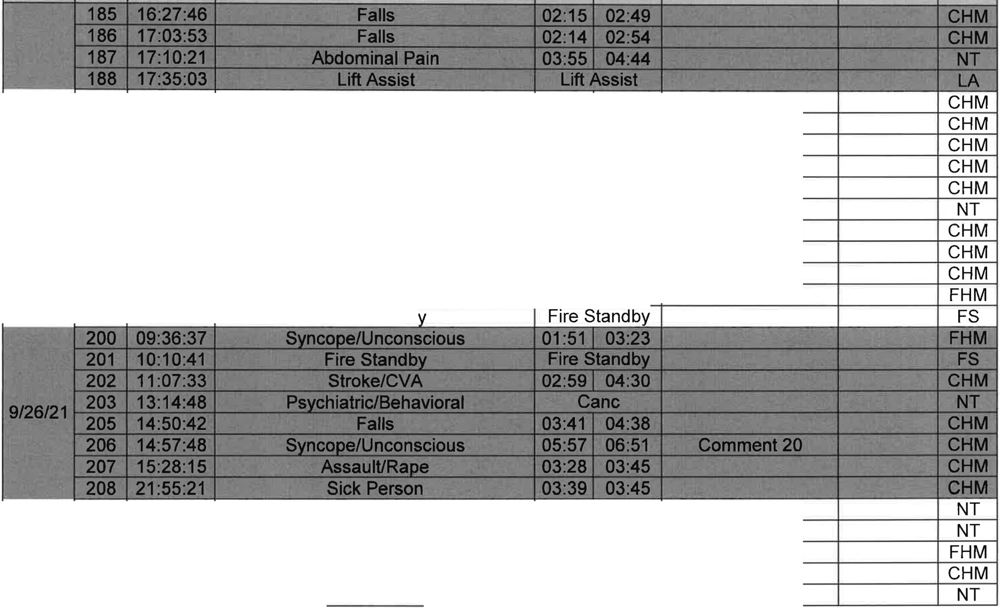 185 16:27:46 Falls 02:15 02:49 CHM
186 17:03:53 Falls 02:14 02:54 CHM
187 17:10:21 Abdominal Pain 03:55 04:44 NT
188 17:35:03 Lift Assist Lift Assist LA
CHM
CHM
CHM
CHM
CHM
NT
CHM
CHM
CHM
FHM
y Fire Standby FS
200 09:36:37 Syncope/Unconscious 01:51 03:23 FHM
201 10:10:41 Fire Standby Fire Standby FS
202 11:07:33 Stroke/CVA 02:59 04:30 CHM
9/26/21 203 13:14:48 Psychiatric/Behavioral Canc NT
205 14:50:42 Falls 03:41 04:38 CHM
206 14:57:48 Syncope/Unconscious 05:57 06:51 Comment 20 CHM
207 15:28:15 Assault/Rape 03:28 03:45 CHM
208 21:55:21 Sick Person 03:39 03:45 CHM
NT
NT
FHM
CHM
NT